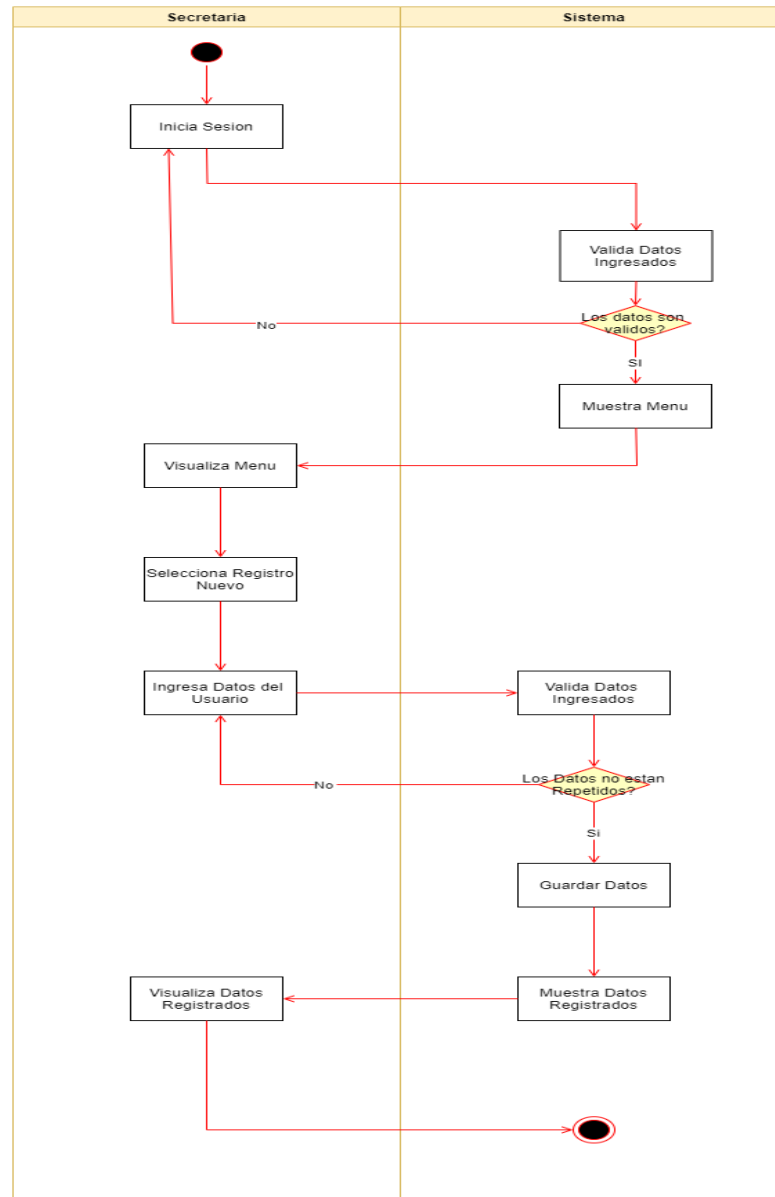 Secretaria
Sistema
Inicia Sesion
Valida Datos
Ingresados
Los datos son
validos?
No
SI
Muestra Menu
Visualiza Menu
Selecciona Registro
Nuevo
Ingresa Datos del
Usuario
Valida Datos
Ingresados
Los Datos no estan
Repetidos?
No
Si
Guardar Datos
Visualiza Datos
Registrados
Muestra Datos
Registrados